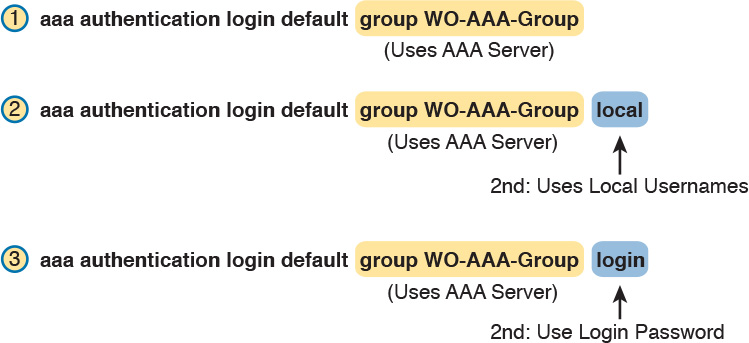 1 aaa authentication login default group WO-AAA-Group
(Uses AAA Server)
2 aaa authentication login default group WO-AAA-Group local
(Uses AAA Server)
2nd: Uses Local Usernames
3 aaa authentication login default group WO-AAA-Group login
(Uses AAA Server)
2nd: Use Login Password